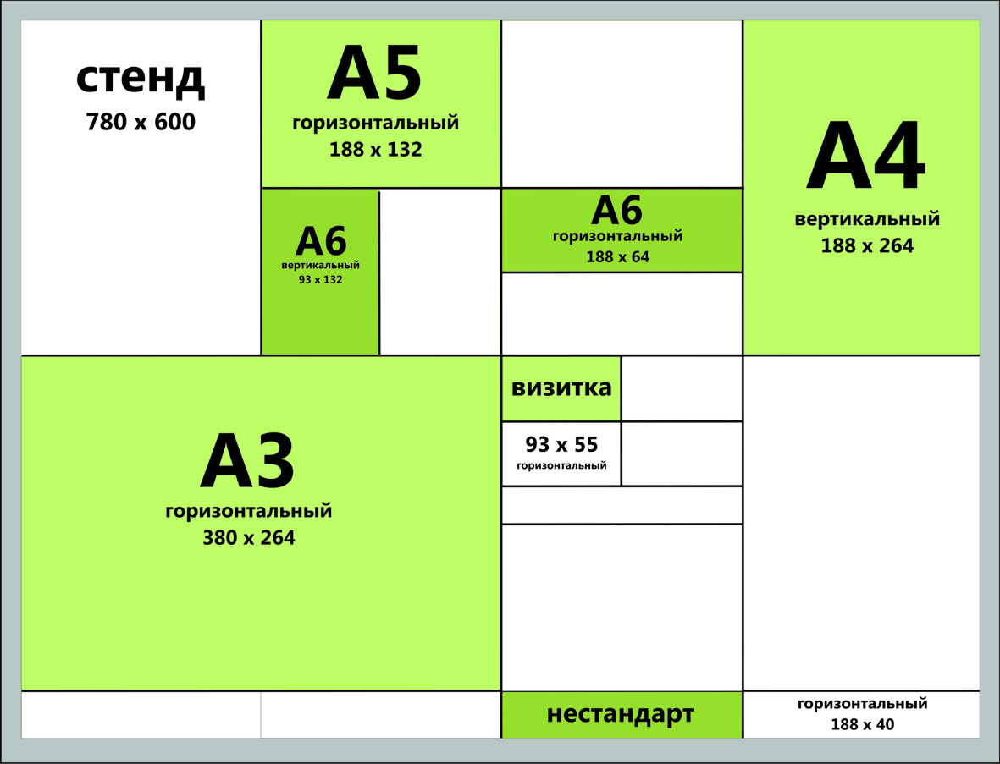 стенд
780 x 600
А5
горизонтальный
188 x 132
А4
вертикальный
188 x 264
А6
вертикальный
93 x 132
А6
горизонтальный
188 x 64
А3
горизонтальный
380 x 264
визитка
93 x 55
горизонтальный
нестандарт
горизонтальный
188 x 40